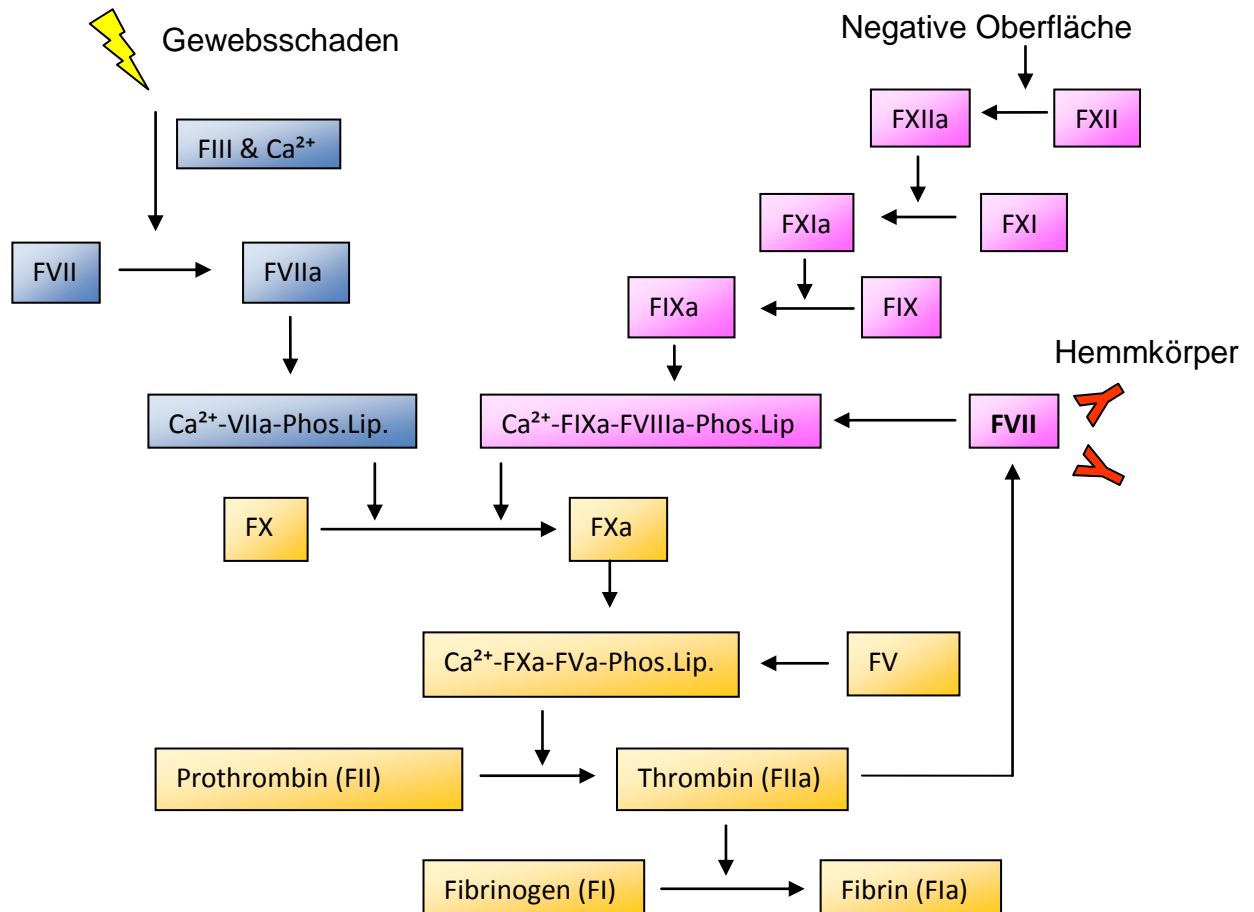 Gewebsschaden
Negative Oberfläche
FXIIa
FXII
FIII & Ca²⁺
FXIa
FXI
FVII
FVIIa
FIXa
FIX
Hemmkörper
Ca²⁺-VIIa-Phos.Lip.
Ca²⁺-FIXa-FVIIIa-Phos.Lip
FVII
FX
FXa
Ca²⁺-FXa-FVa-Phos.Lip.
FV
Prothrombin (FII)
Thrombin (FIIa)
Fibrinogen (FI)
Fibrin (FIa)